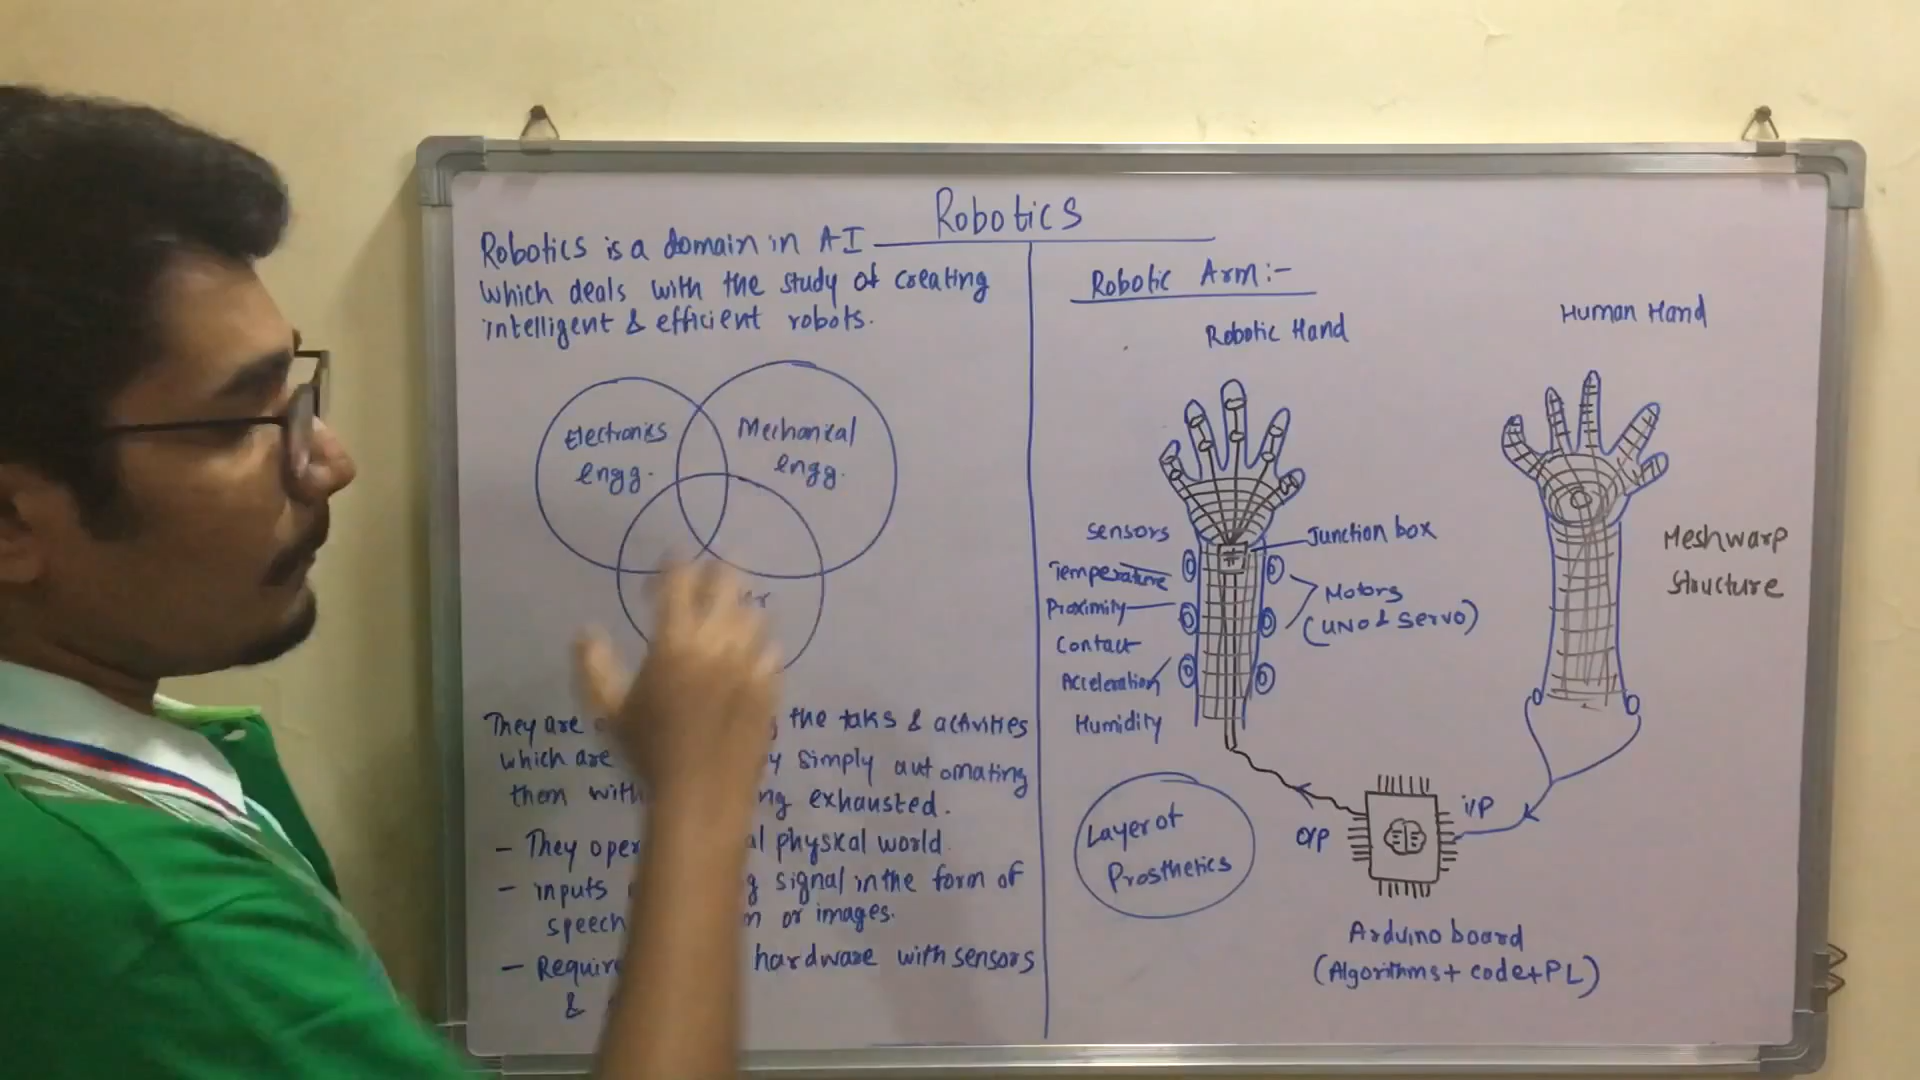 Robotics
Robotics is a domain in AI
which deals with the study of creating
intelligent & efficient robots.
Electronics
engg.
Mechanical
engg.
They are the taks & activities
which are simply automating
them exhausted.
- They physical world.
- inputs signal in the form of
speech or images.
- hardware with sensors
&
Robotic Arm:-
Robotic Hand
Human Hand
Sensors
Temperature
Proximity
Contact
Acceleration
Humidity
Junction box
Motors
(UNO & Servo)
Meshwarp
Structure
Layer of
Prosthetics
O/P
i/P
Arduino board
(Algorithms + code + PL)